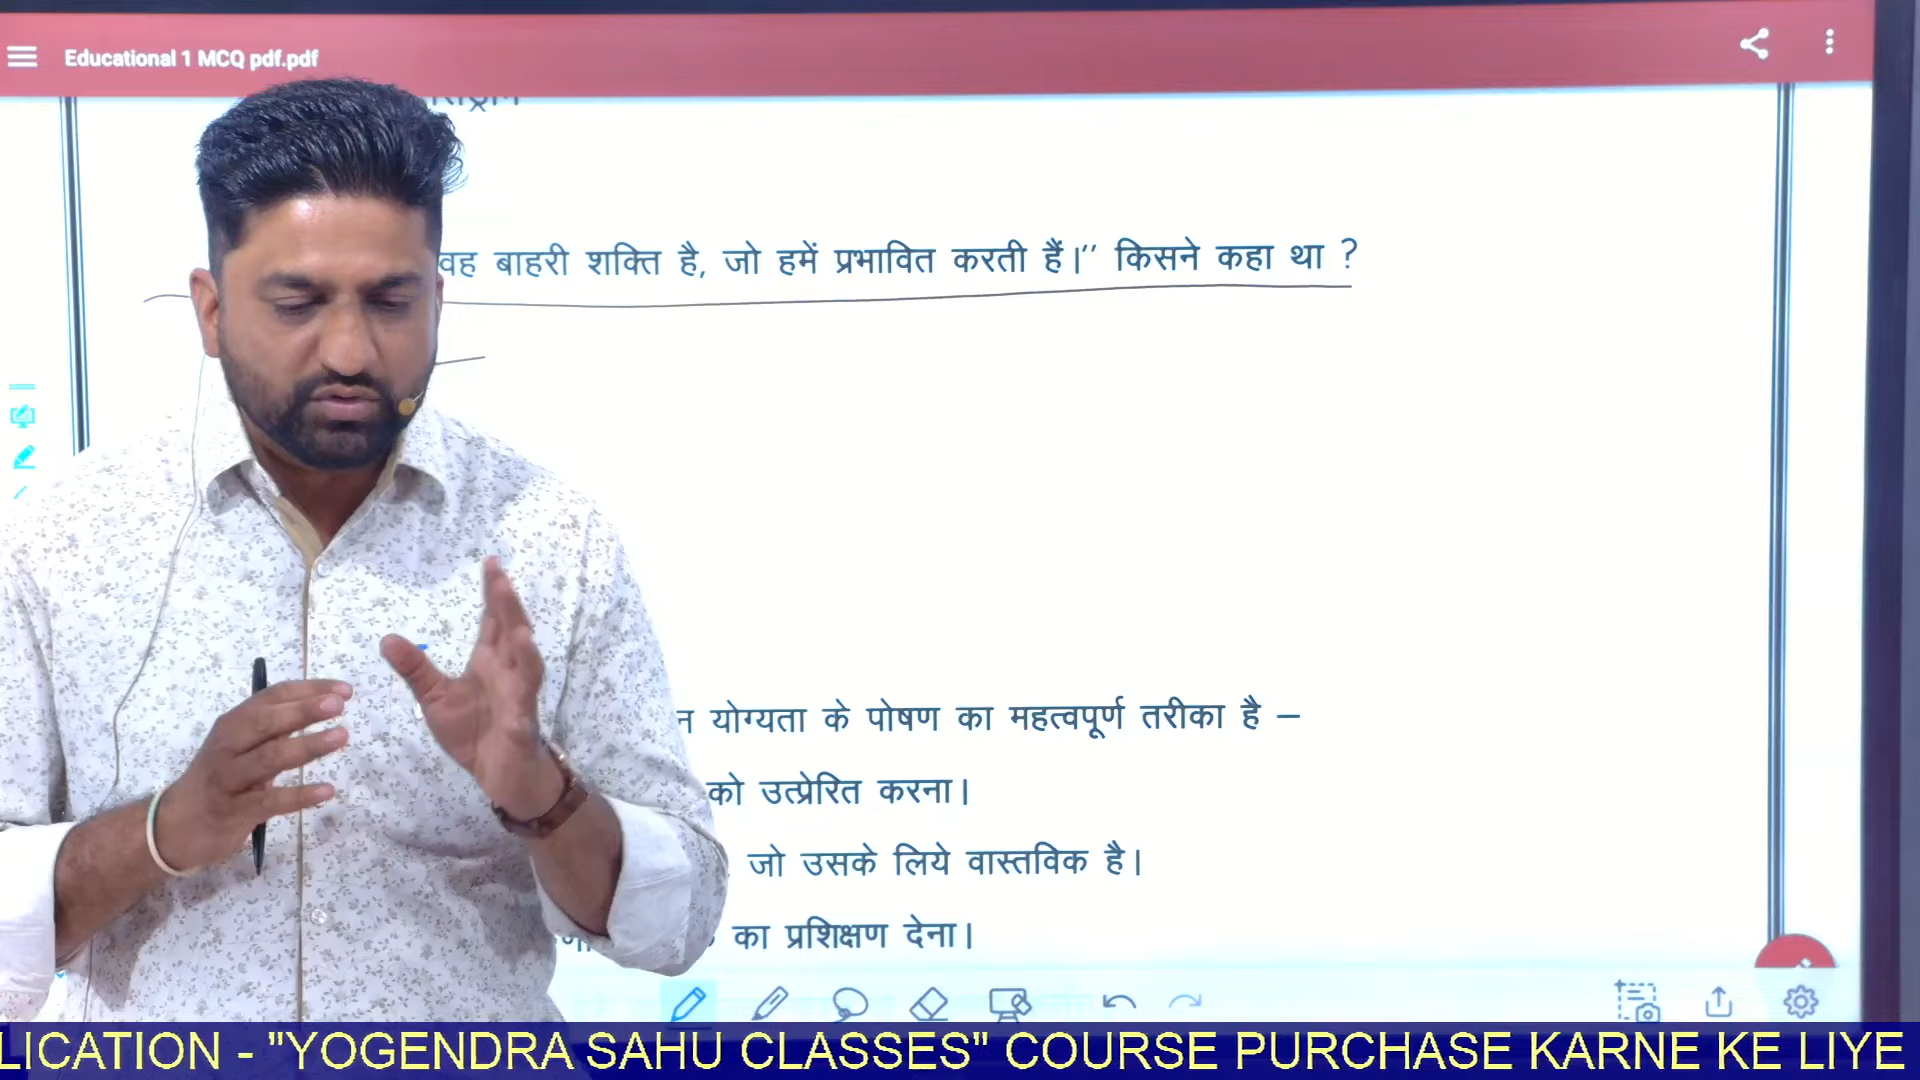 Educational 1 MCQ pdf.pdf
वह बाहरी शक्ति है, जो हमें प्रभावित करती हैं।’’ किसने कहा था ?
योग्यता के पोषण का महत्वपूर्ण तरीका है –
को उत्प्रेरित करना।
जो उसके लिये वास्तविक है।
का प्रशिक्षण देना।
LICATION - "YOGENDRA SAHU CLASSES" COURSE PURCHASE KARNE KE LIYE